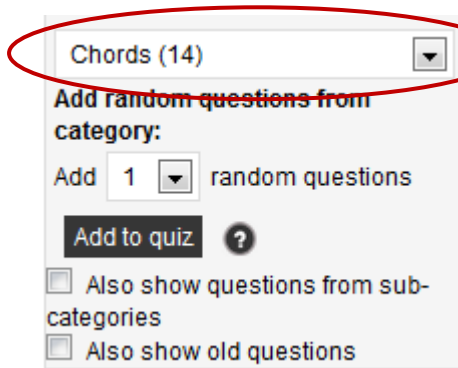 Chords (14)
Add random questions from
category:
Add 1 random questions
Add to quiz ?
Also show questions from sub-
categories
Also show old questions